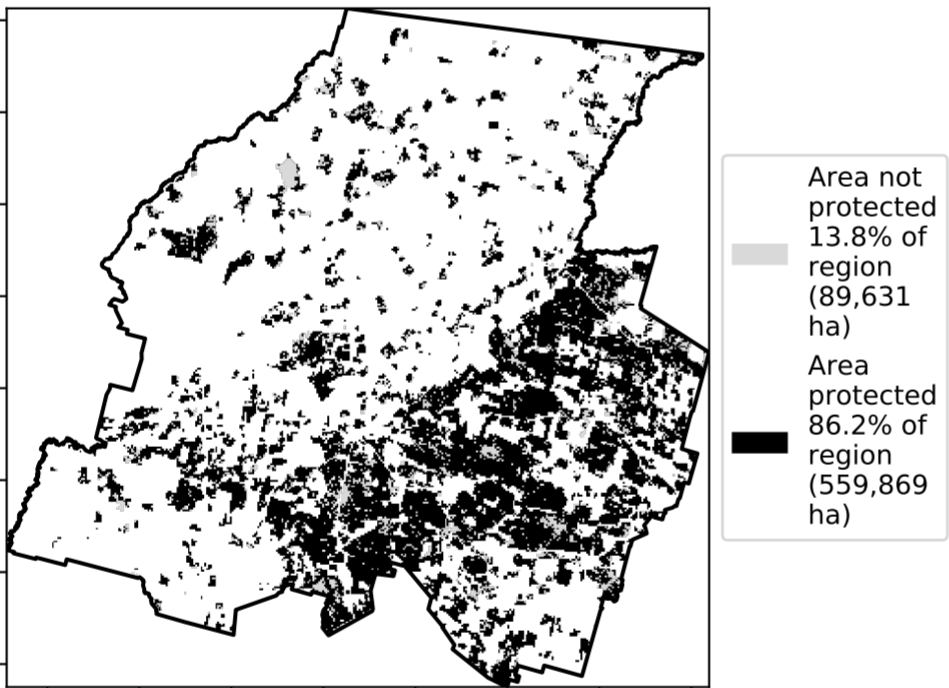 Area not
protected
13.8% of
region
(89,631
ha)
Area
protected
86.2% of
region
(559,869
ha)